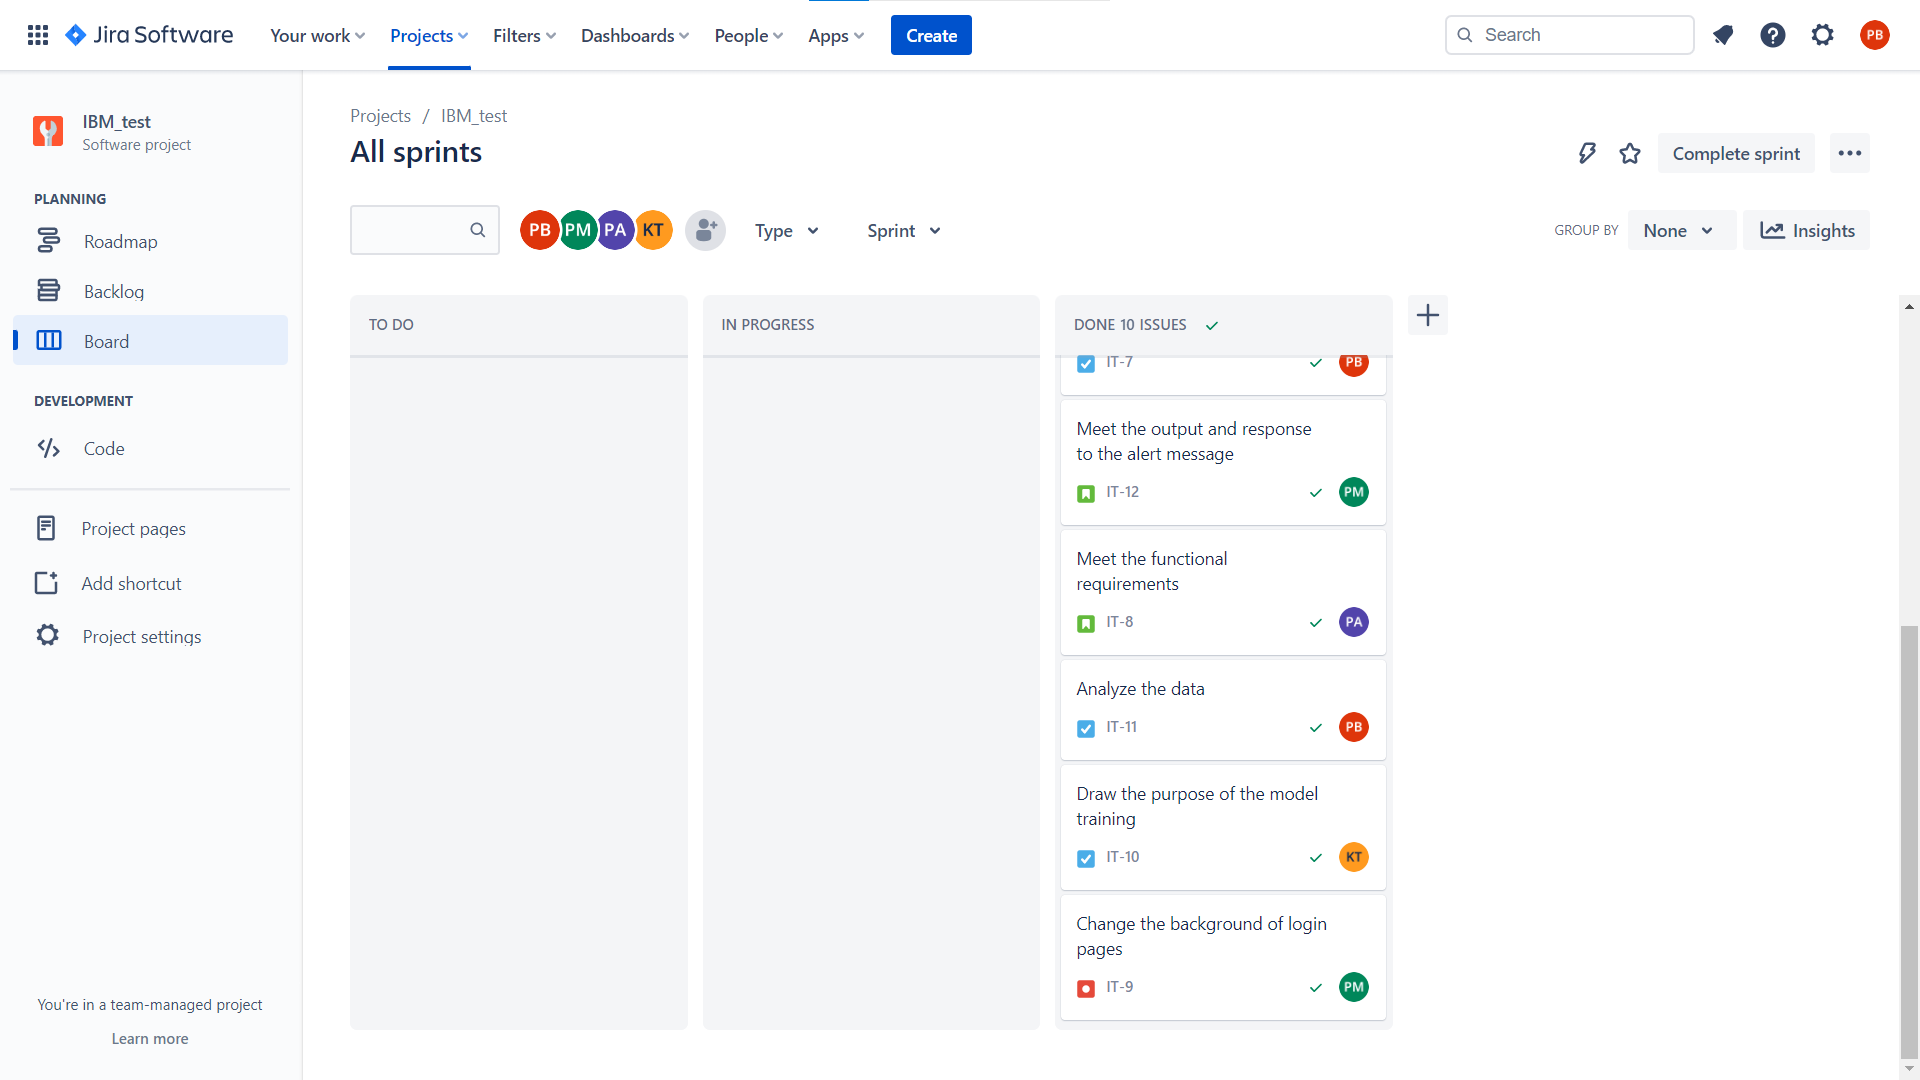 Jira Software
Your work
Projects
Filters
Dashboards
People
Apps
Create
Search
PB
IBM_test
Software project
PLANNING
Roadmap
Backlog
Board
DEVELOPMENT
Code
Project pages
Add shortcut
Project settings
You're in a team-managed project
Learn more
Projects / IBM_test
All sprints
Complete sprint
PB PM PA KT
Type
Sprint
GROUP BY
None
Insights
TO DO
IN PROGRESS
DONE 10 ISSUES
IT-7
PB
Meet the output and response
to the alert message
IT-12
PM
Meet the functional
requirements
IT-8
PA
Analyze the data
IT-11
PB
Draw the purpose of the model
training
IT-10
KT
Change the background of login
pages
IT-9
PM